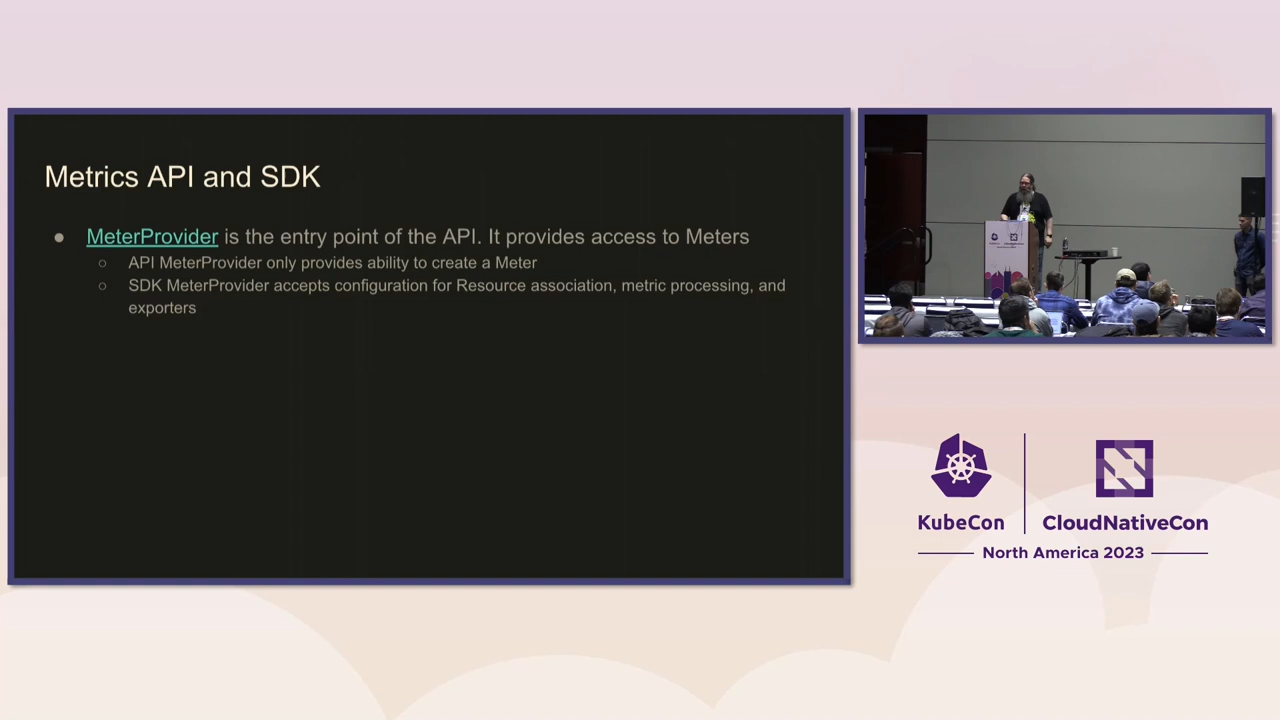 Metrics API and SDK
● MeterProvider is the entry point of the API. It provides access to Meters
○ API MeterProvider only provides ability to create a Meter
○ SDK MeterProvider accepts configuration for Resource association, metric processing, and
exporters
KubeCon
CloudNativeCon
North America 2023